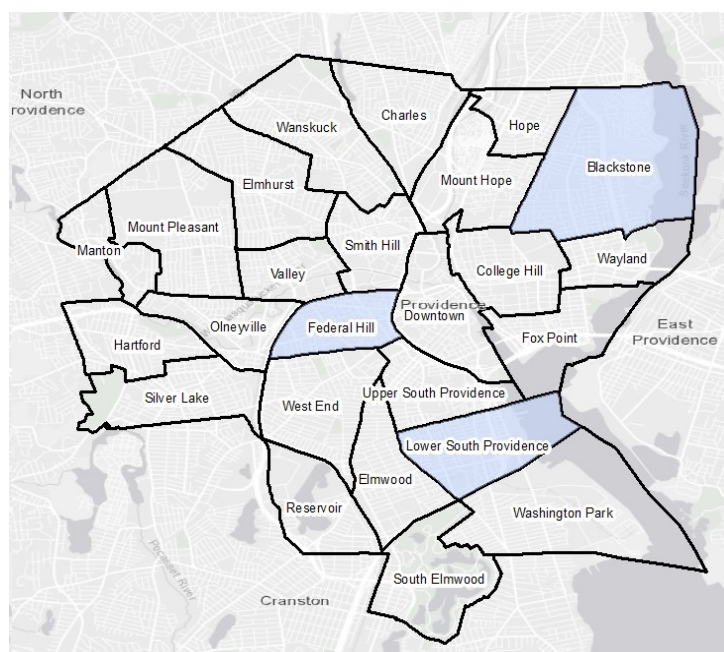 North
rovidence
Charles
Wanskuck
Hope
Blackstone
Mount Hope
Elmhurst
Mount Pleasant
Manton
Smith Hill
Valley
College Hill
Wayland
Providence
Downtown
Olneyville
Federal Hill
Fox Point
East
Providence
Hartford
Silver Lake
West End
Upper South Providence
Lower South Providence
Elmwood
Reservoir
Washington Park
South Elmwood
Cranston
Pocasset River